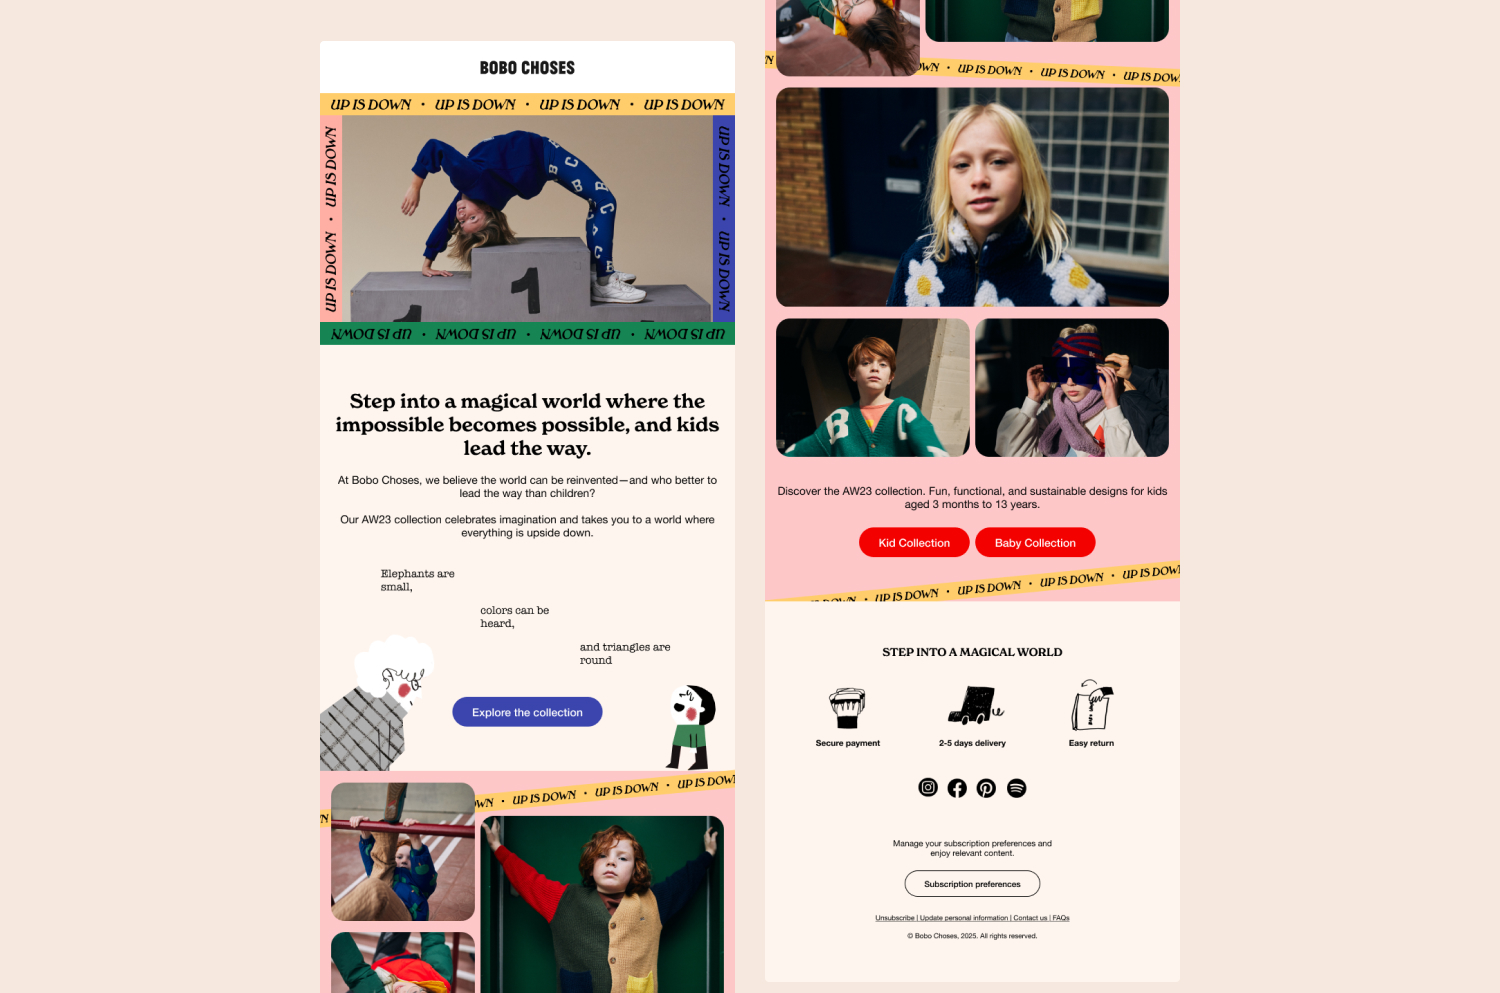 BOBO CHOSES
UP IS DOWN • UP IS DOWN • UP IS DOWN • UP IS DOWN
UP IS DOWN • UP IS DOWN
UP IS DOWN • UP IS DOWN
1
UP IS DOWN • UP IS DOWN • UP IS DOWN • UP IS DOWN
Step into a magical world where the
impossible becomes possible, and kids
lead the way.
At Bobo Choses, we believe the world can be reinvented—and who better to
lead the way than children?
Our AW23 collection celebrates imagination and takes you to a world where
everything is upside down.
Elephants are
small,
colors can be
heard,
and triangles are
round
Explore the collection
WN • UP IS DOWN • UP IS DOWN • UP IS DOWN
N
N
OWN • UP IS DOWN • UP IS DOWN • UP IS DOWN
B C
Discover the AW23 collection. Fun, functional, and sustainable designs for kids
aged 3 months to 13 years.
Kid Collection
Baby Collection
DOWN • UP IS DOWN • UP IS DOWN • UP IS DOWN • UP IS DOWN
STEP INTO A MAGICAL WORLD
Secure payment
2-5 days delivery
Easy return
Manage your subscription preferences and
enjoy relevant content.
Subscription preferences
Unsubscribe | Update personal information | Contact us | FAQs
© Bobo Choses, 2025. All rights reserved.